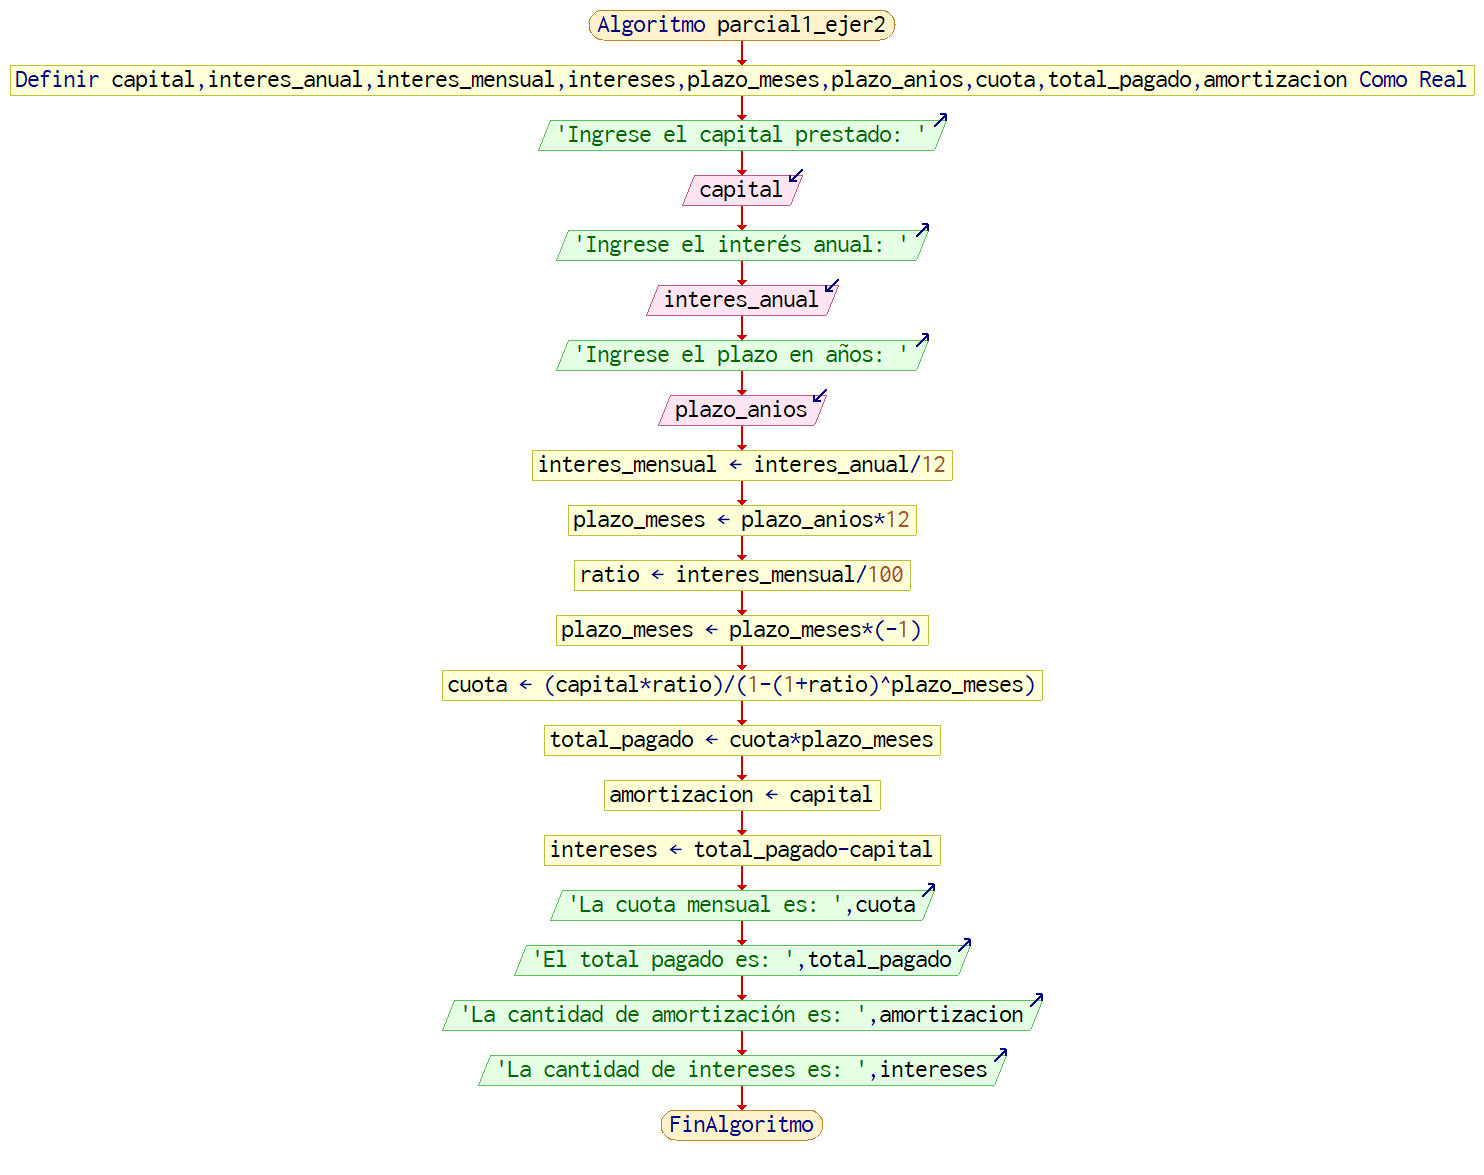 Algoritmo parcial1_ejer2
Definir capital,interes_anual,interes_mensual,intereses,plazo_meses,plazo_anios,cuota,total_pagado,amortizacion Como Real
'Ingrese el capital prestado: '
capital
'Ingrese el interés anual: '
interes_anual
'Ingrese el plazo en años: '
plazo_anios
interes_mensual ← interes_anual/12
plazo_meses ← plazo_anios*12
ratio ← interes_mensual/100
plazo_meses ← plazo_meses*(-1)
cuota ← (capital*ratio)/(1-(1+ratio)^plazo_meses)
total_pagado ← cuota*plazo_meses
amortizacion ← capital
intereses ← total_pagado-capital
'La cuota mensual es: ',cuota
'El total pagado es: ',total_pagado
'La cantidad de amortización es: ',amortizacion
'La cantidad de intereses es: ',intereses
FinAlgoritmo